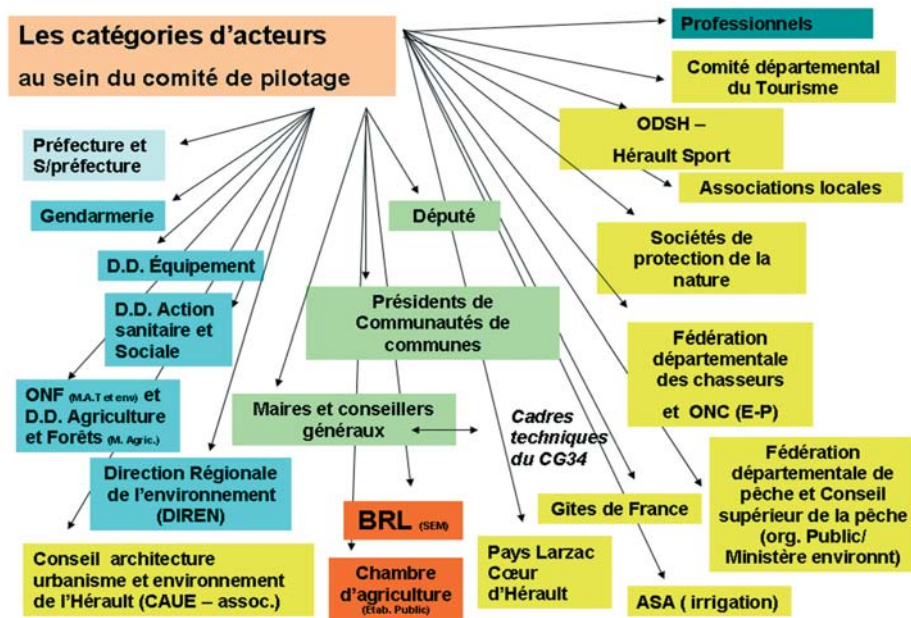 Les catégories d'acteurs
au sein du comité de pilotage
Professionnels
Comité départemental
du Tourisme
ODSH –
Hérault Sport
Associations locales
Sociétés de
protection de la
nature
Fédération
départementale
des chasseurs
et ONC (E-P)
Fédération
départementale de
pêche et Conseil
supérieur de la pêche
(org. Public/
Ministère environnt)
Préfecture et
S/préfecture
Gendarmerie
D.D. Équipement
D.D. Action
sanitaire et
Sociale
ONF (M.A.T et env) et
D.D. Agriculture
et Forêts (M. Agric.)
Direction Régionale
de l'environnement
(DIREN)
Conseil architecture
urbanisme et environnement
de l'Hérault (CAUE – assoc.)
Député
Présidents de
Communautés de
communes
Maires et conseillers
généraux
Cadres
techniques
du CG34
BRL (SEM)
Chambre
d'agriculture
(Etab. Public)
Pays Larzac
Cœur
d'Hérault
Gîtes de France
ASA ( irrigation)